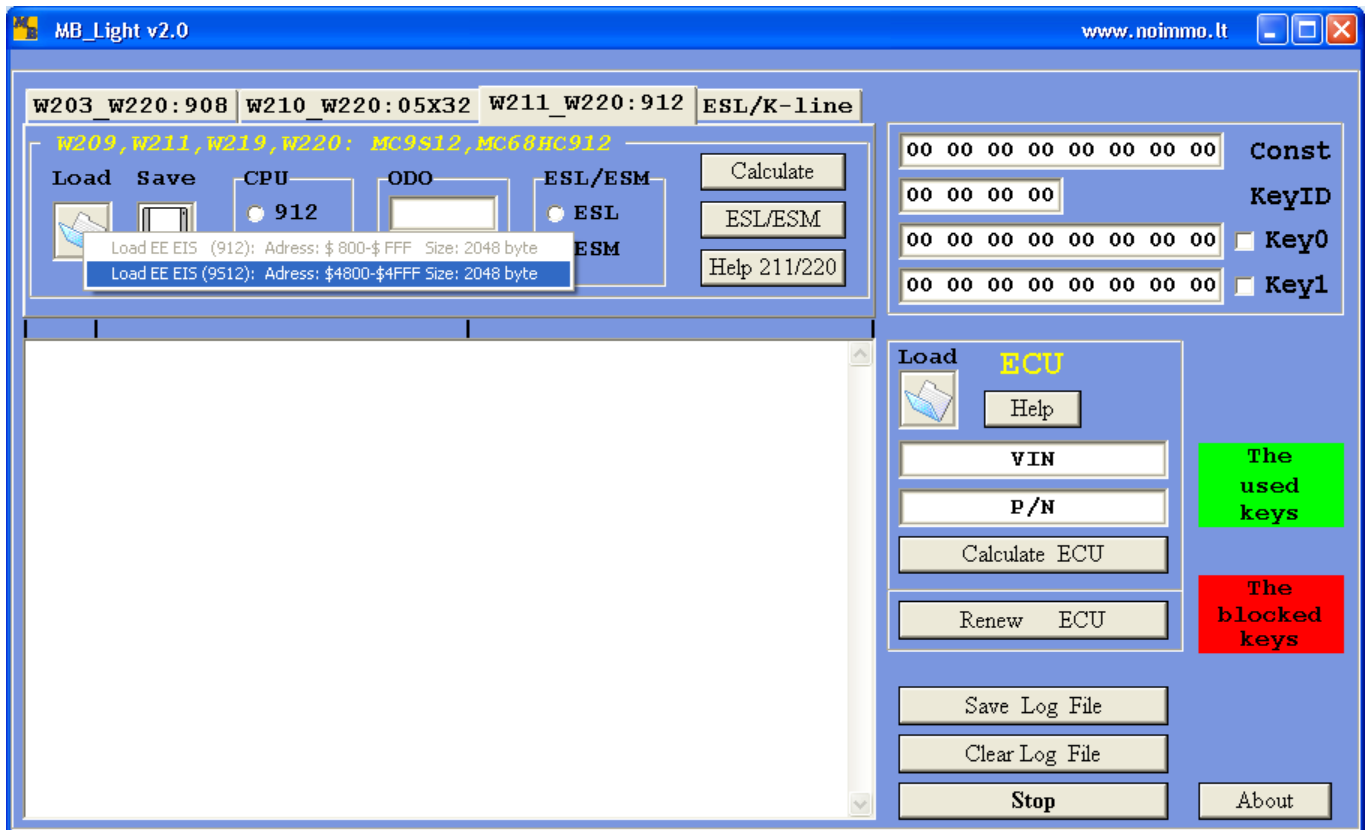 MB_Light v2.0
www.noimmo.lt
W203_W220:908
W210_W220:05X32
W211_W220:912
ESL/K-line
W209,W211,W219,W220: MC9S12,MC68HC912
Load
Save
CPU
912
ODO
ESL/ESM
ESL
ESM
Calculate
ESL/ESM
Help 211/220
Load EE EIS (912): Adress: $ 800-$ FFF Size: 2048 byte
Load EE EIS (9S12): Adress: $4800-$4FFF Size: 2048 byte
00 00 00 00 00 00 00 00 Const
00 00 00 00 KeyID
00 00 00 00 00 00 00 00 Key0
00 00 00 00 00 00 00 00 Key1
Load
ECU
Help
VIN
P/N
Calculate ECU
Renew ECU
The
used
keys
The
blocked
keys
Save Log File
Clear Log File
Stop
About